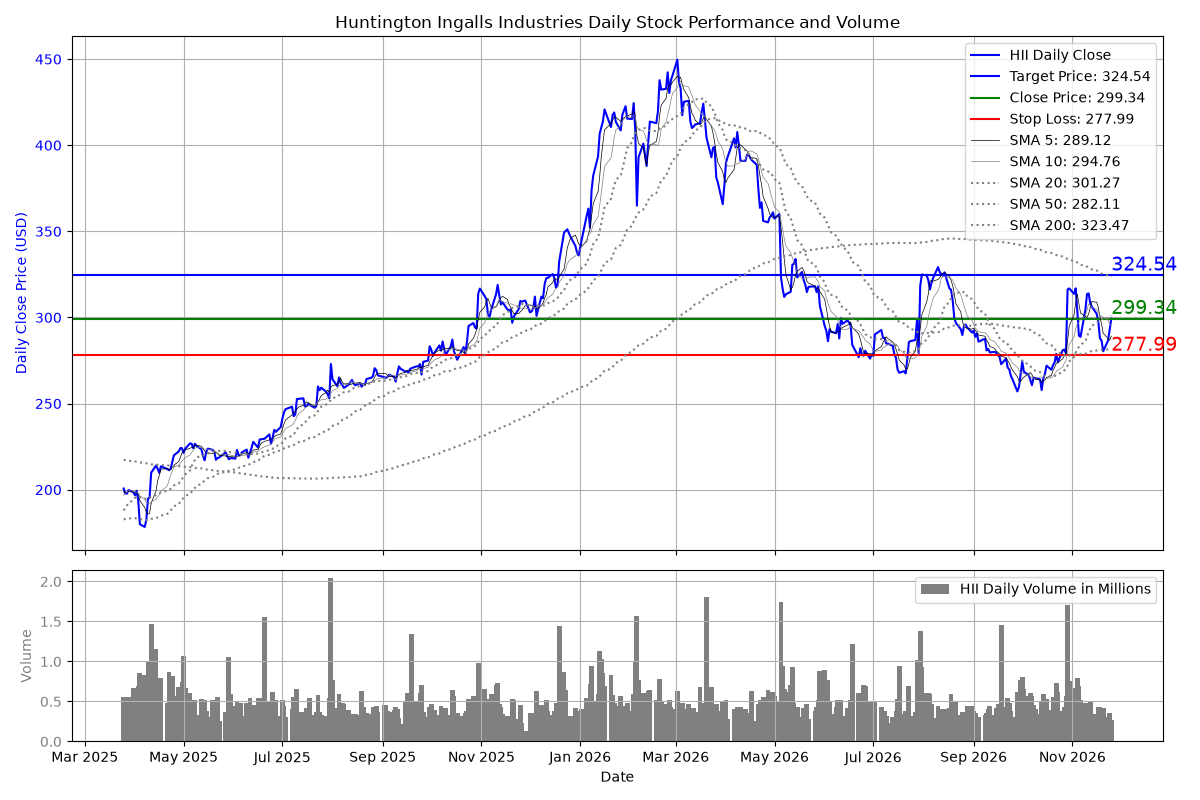 Huntington Ingalls Industries Daily Stock Performance and Volume
Daily Close Price (USD)
450
400
350
300
250
200
HII Daily Close
Target Price: 324.54
Close Price: 299.34
Stop Loss: 277.99
SMA 5: 289.12
SMA 10: 294.76
SMA 20: 301.27
SMA 50: 282.11
SMA 200: 323.47
324.54
299.34
277.99
Volume
2.0
1.5
1.0
0.5
0.0
HII Daily Volume in Millions
Mar 2025 May 2025 Jul 2025 Sep 2025 Nov 2025 Jan 2026 Mar 2026 May 2026 Jul 2026 Sep 2026 Nov 2026
Date